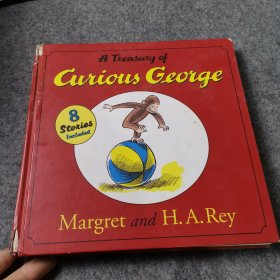 A Treasury of
Curious George
8
Stories
Included
Margret and H.A.Rey